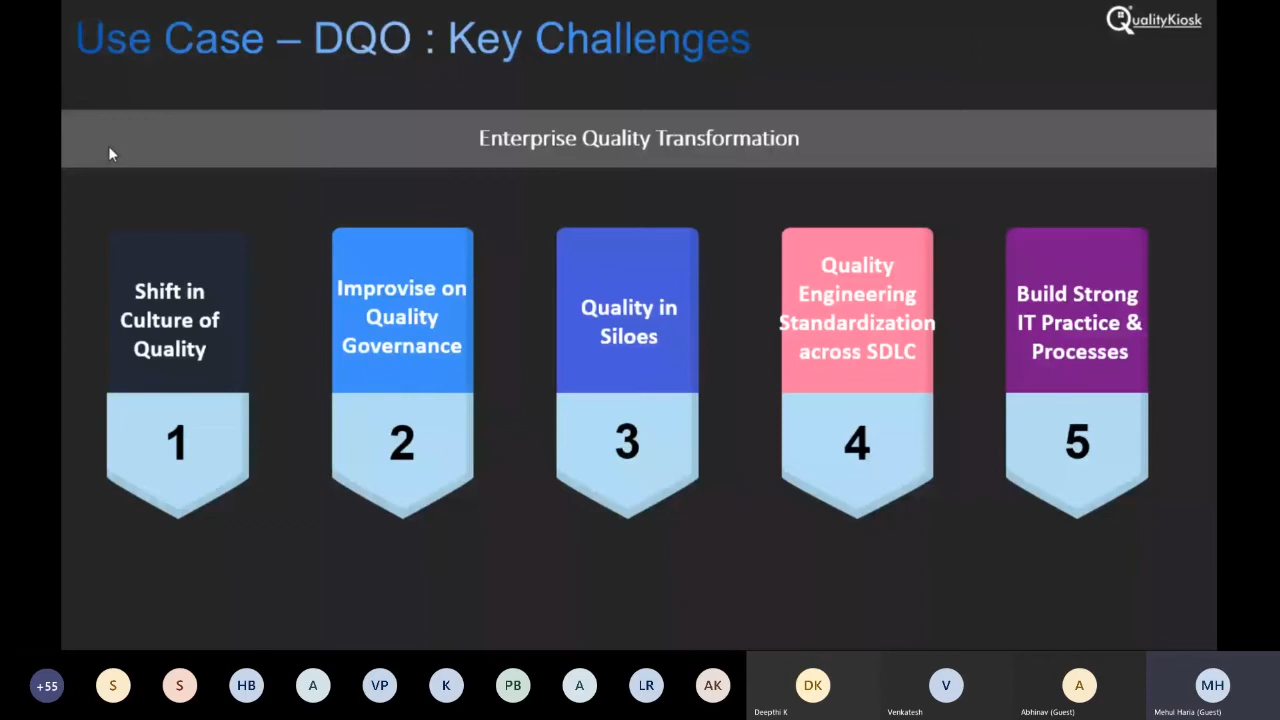 Use Case – DQO : Key Challenges
QualityKiosk
Enterprise Quality Transformation
Shift in
Culture of
Quality
1
Improvise on
Quality
Governance
2
Quality in
Siloes
3
Quality
Engineering
Standardization
across SDLC
4
Build Strong
IT Practice &
Processes
5
+55
S
S
HB
A
VP
K
PB
A
LR
AK
DK
Deepthi K
V
Venkatesh
A
Abhinav (Guest)
MH
Mehul Haria (Guest)